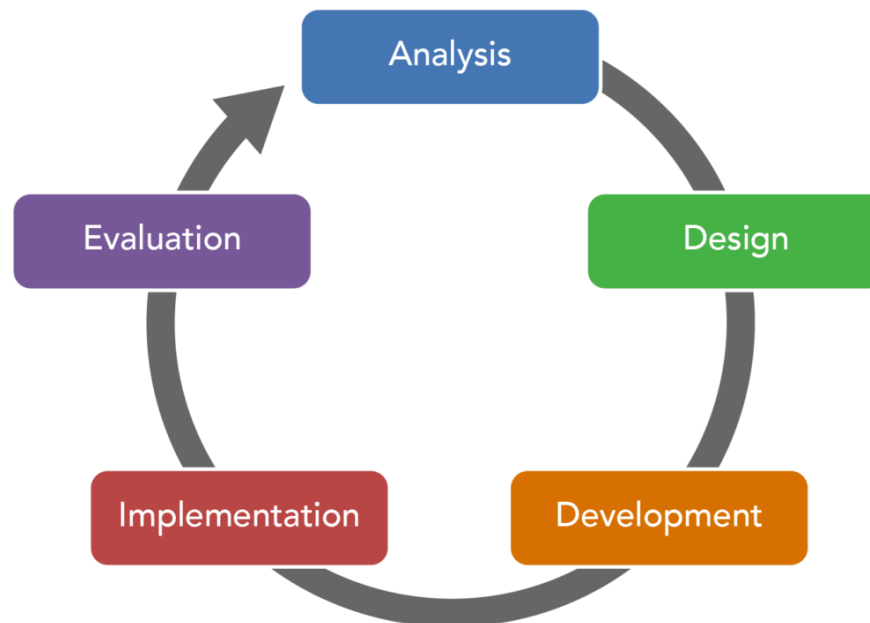 Analysis
Design
Development
Implementation
Evaluation